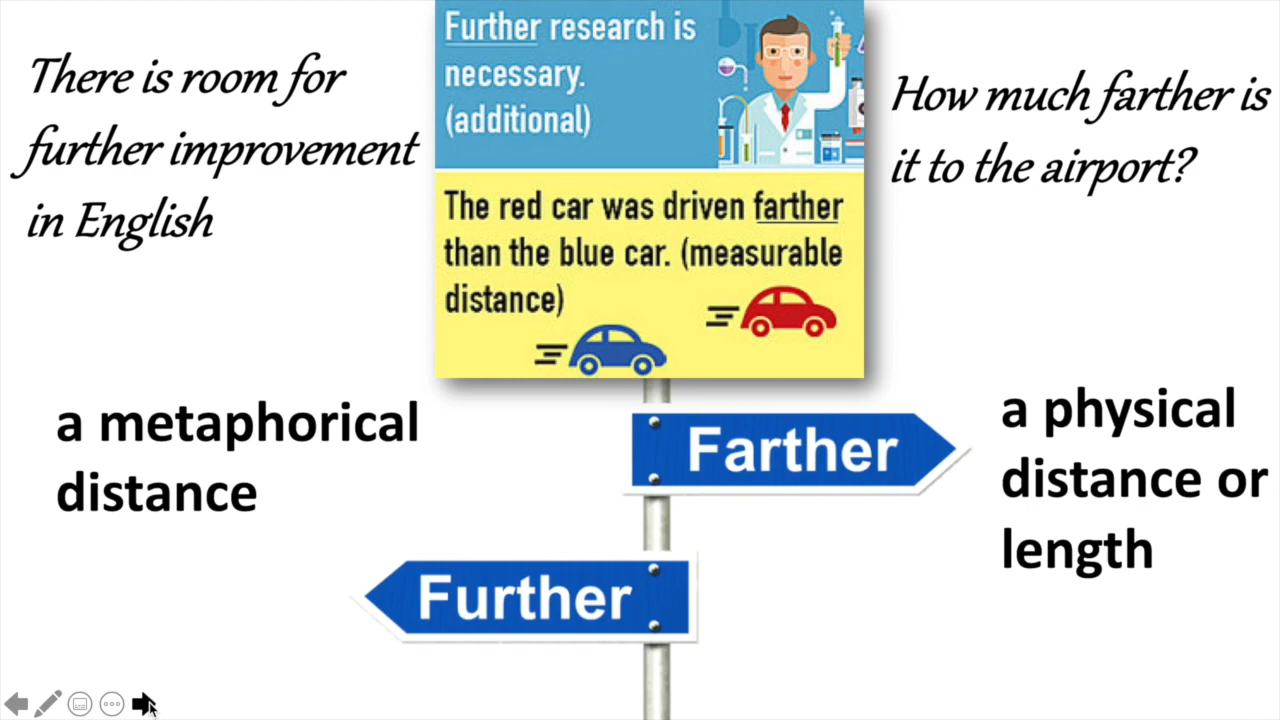 There is room for
further improvement
in English
Further research is
necessary.
(additional)
The red car was driven farther
than the blue car. (measurable
distance)
How much farther is
it to the airport?
a metaphorical
distance
Farther
a physical
distance or
length
Further